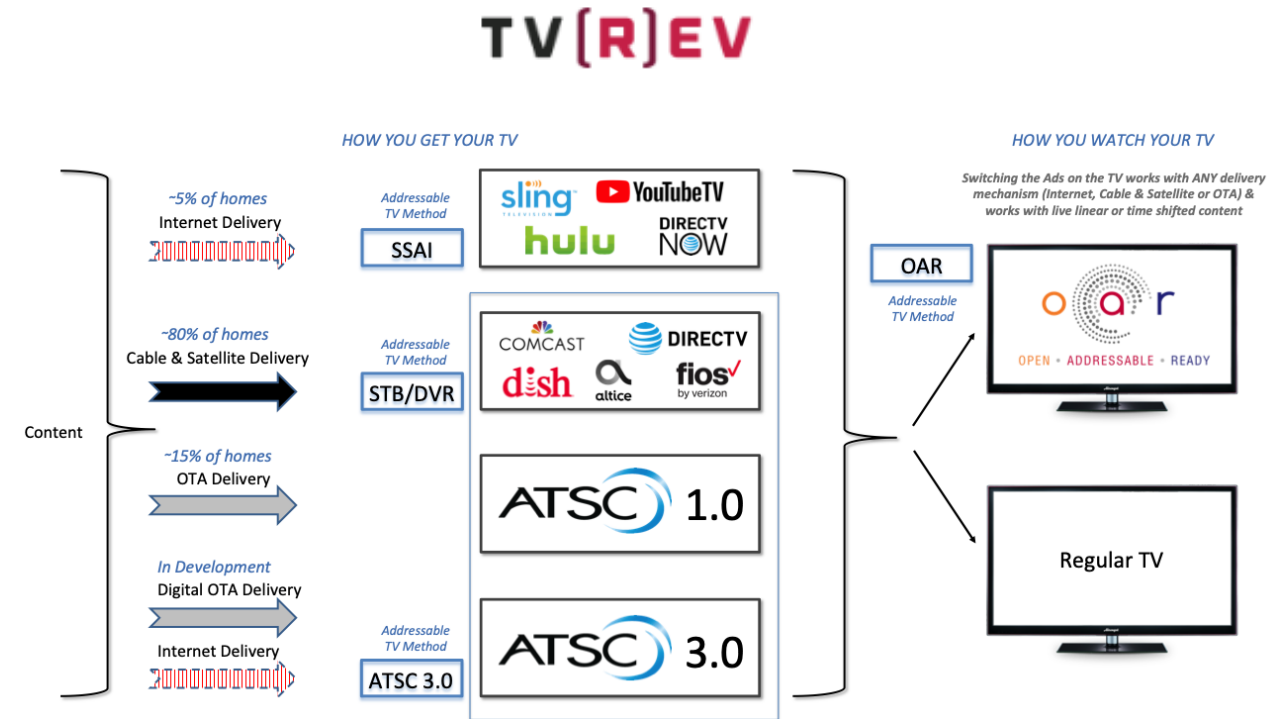 TV[R]EV
HOW YOU GET YOUR TV
HOW YOU WATCH YOUR TV
Content
~5% of homes
Internet Delivery
Addressable
TV Method
SSAI
sling
TELEVISION
YouTubeTV
hulu
DIRECTV
NOW
~80% of homes
Cable & Satellite Delivery
Addressable
TV Method
STB/DVR
COMCAST
DIRECTV
dish
altice
fios
by verizon
~15% of homes
OTA Delivery
ATSC 1.0
In Development
Digital OTA Delivery
Internet Delivery
Addressable
TV Method
ATSC 3.0
ATSC 3.0
Switching the Ads on the TV works with ANY delivery
mechanism (Internet, Cable & Satellite or OTA) &
works with live linear or time shifted content
OAR
Addressable
TV Method
oar
OPEN • ADDRESSABLE • READY
Regular TV